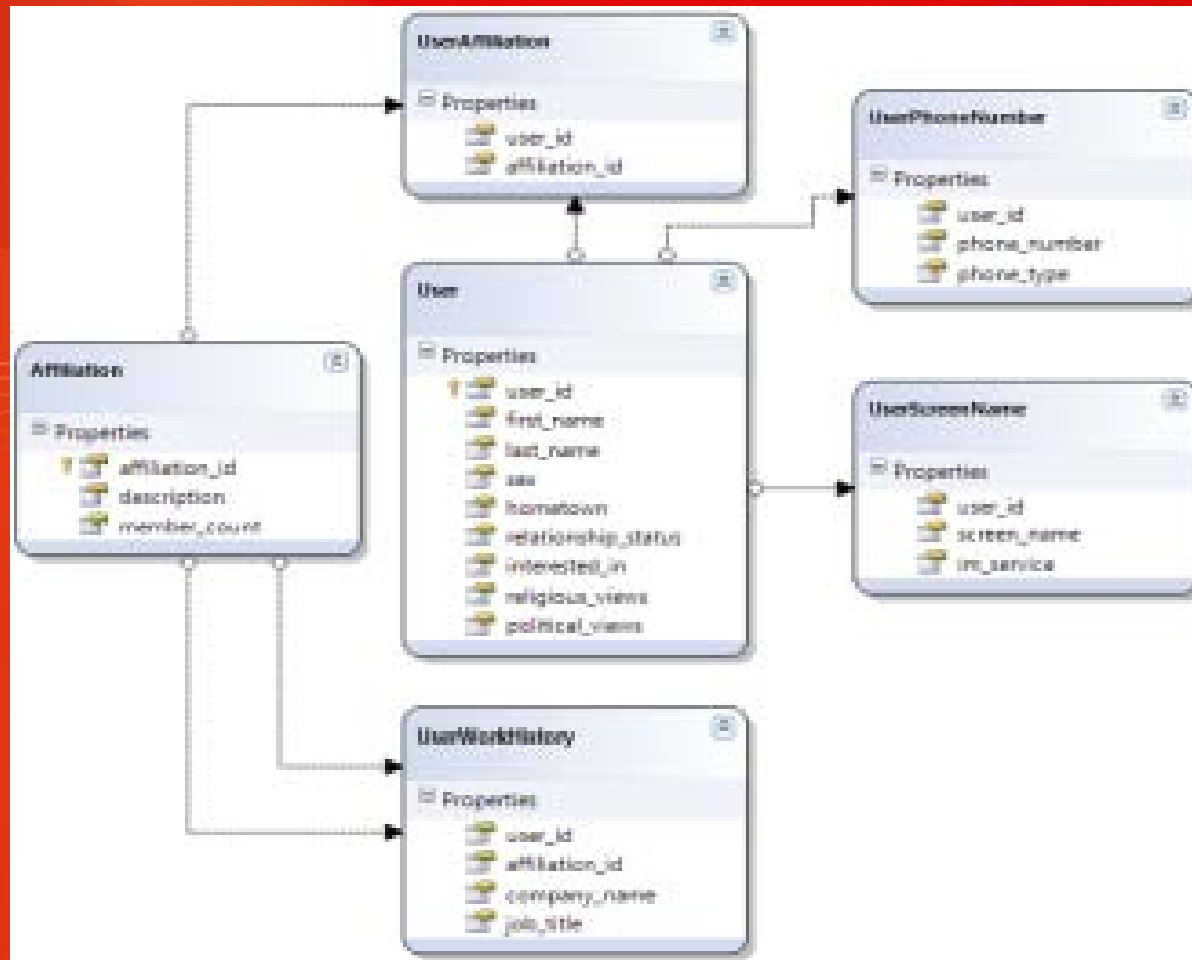 UserAffiliation
Properties
user_id
affiliation_id
UserPhoneNumber
Properties
user_id
phone_number
phone_type
User
Properties
user_id
first_name
last_name
sex
hometown
relationship_status
interested_in
religious_views
political_views
Affiliation
Properties
affiliation_id
description
member_count
UserScreenName
Properties
user_id
screen_name
im_service
UserWorkHistory
Properties
user_id
affiliation_id
company_name
job_title